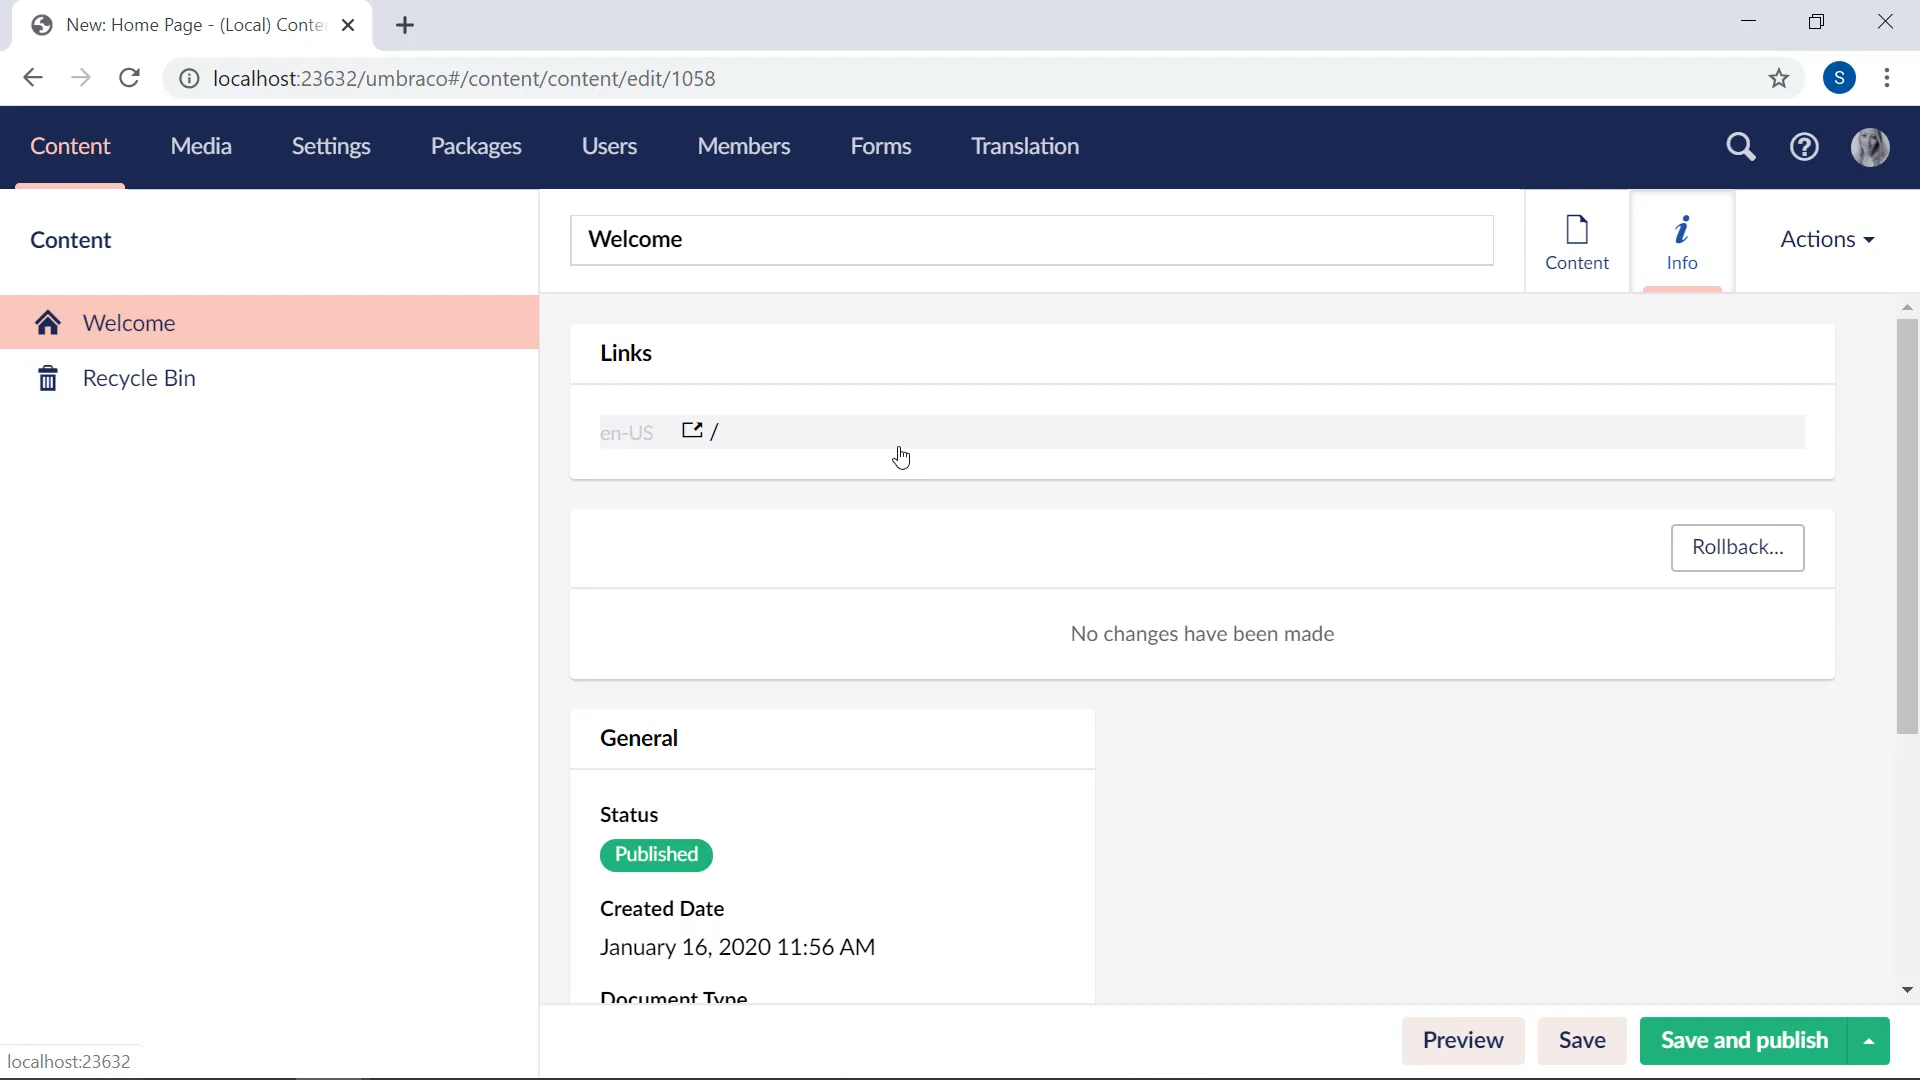 New: Home Page - (Local) Conte
localhost:23632/umbraco#/content/content/edit/1058
S
Content Media Settings Packages Users Members Forms Translation
Content
Welcome
Recycle Bin
Welcome
Content
Info
Actions
Links
en-US /
Rollback...
No changes have been made
General
Status
Published
Created Date
January 16, 2020 11:56 AM
Document Type
Preview Save Save and publish
localhost:23632